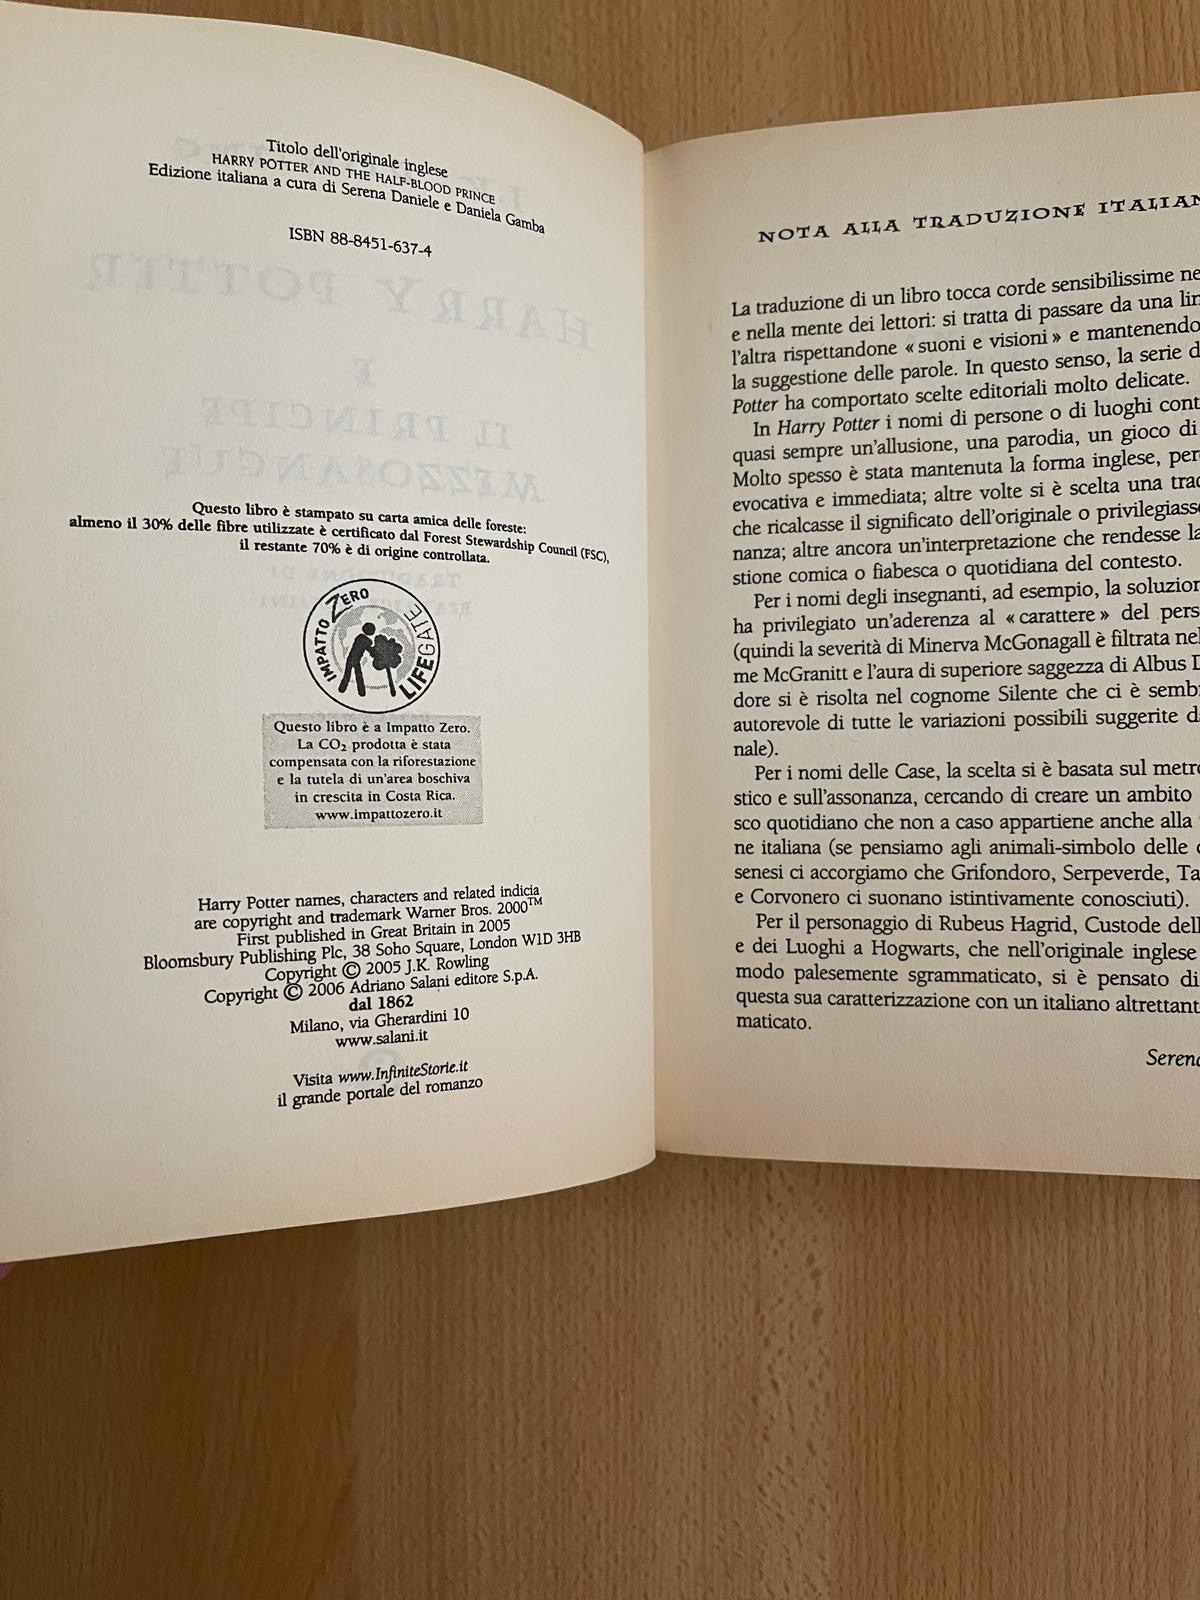 Titolo dell'originale inglese
HARRY POTTER AND THE HALF-BLOOD PRINCE
Edizione italiana a cura di Serena Daniele e Daniela Gamba
ISBN 88-8451-637-4
Questo libro è stampato su carta amica delle foreste:
almeno il 30% delle fibre utilizzate è certificato dal Forest Stewardship Council (FSC),
il restante 70% è di origine controllata.
IMPATTO ZERO
LIFEGATE
Questo libro è a Impatto Zero.
La CO₂ prodotta è stata
compensata con la riforestazione
e la tutela di un'area boschiva
in crescita in Costa Rica.
www.impattozero.it
Harry Potter names, characters and related indicia
are copyright and trademark Warner Bros. 2000™
First published in Great Britain in 2005
Bloomsbury Publishing Plc, 38 Soho Square, London W1D 3HB
Copyright © 2005 J.K. Rowling
Copyright © 2006 Adriano Salani editore S.p.A.
dal 1862
Milano, via Gherardini 10
www.salani.it
Visita www.InfiniteStorie.it
il grande portale del romanzo
NOTA ALLA TRADUZIONE ITALIAN
La traduzione di un libro tocca corde sensibilissime ne
e nella mente dei lettori: si tratta di passare da una lin
l'altra rispettandone «suoni e visioni» e mantenendo
la suggestione delle parole. In questo senso, la serie d
Potter ha comportato scelte editoriali molto delicate.
In Harry Potter i nomi di persone o di luoghi cont
quasi sempre un'allusione, una parodia, un gioco di
Molto spesso è stata mantenuta la forma inglese, per
evocativa e immediata; altre volte si è scelta una trad
che ricalcasse il significato dell'originale o privilegiass
nanza; altre ancora un'interpretazione che rendesse la
stione comica o fiabesca o quotidiana del contesto.
Per i nomi degli insegnanti, ad esempio, la soluzion
ha privilegiato un'aderenza al «carattere» del pers
(quindi la severità di Minerva McGonagall è filtrata nel
me McGranitt e l'aura di superiore saggezza di Albus D
dore si è risolta nel cognome Silente che ci è semb
autorevole di tutte le variazioni possibili suggerite d
nale).
Per i nomi delle Case, la scelta si è basata sul metro
stico e sull'assonanza, cercando di creare un ambito
sco quotidiano che non a caso appartiene anche alla
ne italiana (se pensiamo agli animali-simbolo delle c
senesi ci accorgiamo che Grifondoro, Serpeverde, Ta
e Corvonero ci suonano istintivamente conosciuti).
Per il personaggio di Rubeus Hagrid, Custode dell
e dei Luoghi a Hogwarts, che nell'originale inglese
modo palesemente sgrammaticato, si è pensato di
questa sua caratterizzazione con un italiano altrettant
maticato.
Seren